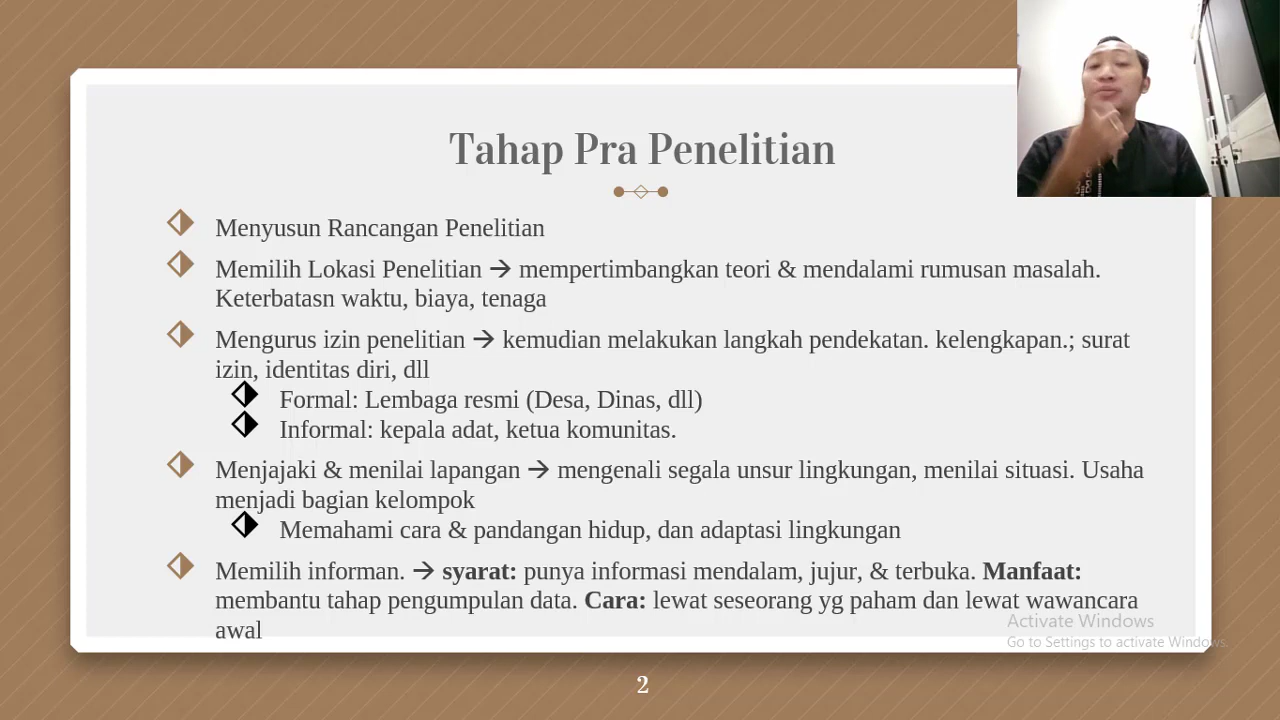 Tahap Pra Penelitian
Menyusun Rancangan Penelitian
Memilih Lokasi Penelitian → mempertimbangkan teori & mendalami rumusan masalah.
Keterbatasn waktu, biaya, tenaga
Mengurus izin penelitian → kemudian melakukan langkah pendekatan. kelengkapan.; surat
izin, identitas diri, dll
Formal: Lembaga resmi (Desa, Dinas, dll)
Informal: kepala adat, ketua komunitas.
Menjajaki & menilai lapangan → mengenali segala unsur lingkungan, menilai situasi. Usaha
menjadi bagian kelompok
Memahami cara & pandangan hidup, dan adaptasi lingkungan
Memilih informan. → syarat: punya informasi mendalam, jujur, & terbuka. Manfaat:
membantu tahap pengumpulan data. Cara: lewat seseorang yg paham dan lewat wawancara
awal
Activate Windows
Go to Settings to activate Windows.
2